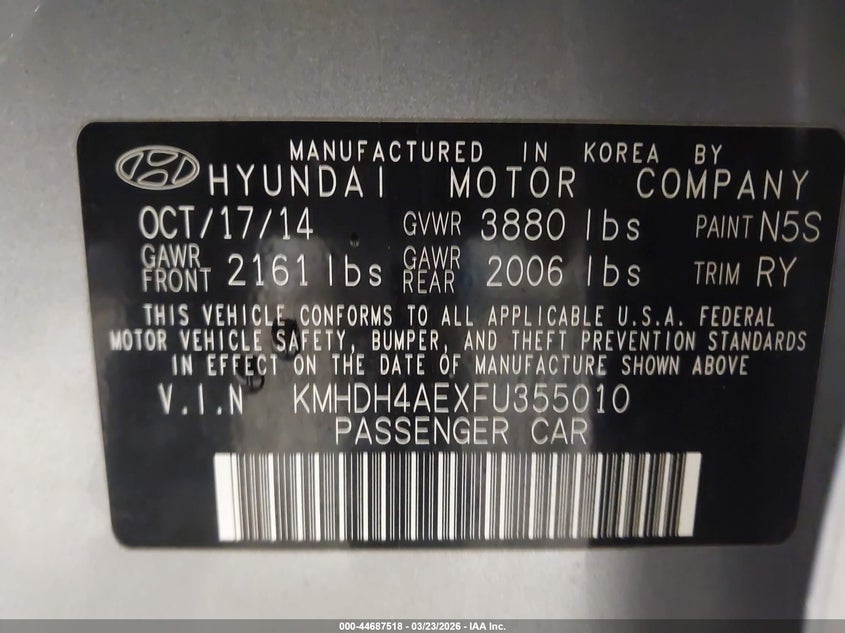 MANUFACTURED IN KOREA BY
HYUNDAI MOTOR COMPANY
OCT/17/14 GVWR 3880 lbs PAINT N5S
GAWR FRONT 2161 lbs GAWR REAR 2006 lbs TRIM RY
THIS VEHICLE CONFORMS TO ALL APPLICABLE U.S.A. FEDERAL
MOTOR VEHICLE SAFETY, BUMPER, AND THEFT PREVENTION STANDARDS
IN EFFECT ON THE DATE OF MANUFACTURE SHOWN ABOVE
V.I.N KMHDH4AEXFU355010
PASSENGER CAR
000-44687518 - 03/23/2026 - IAA Inc.